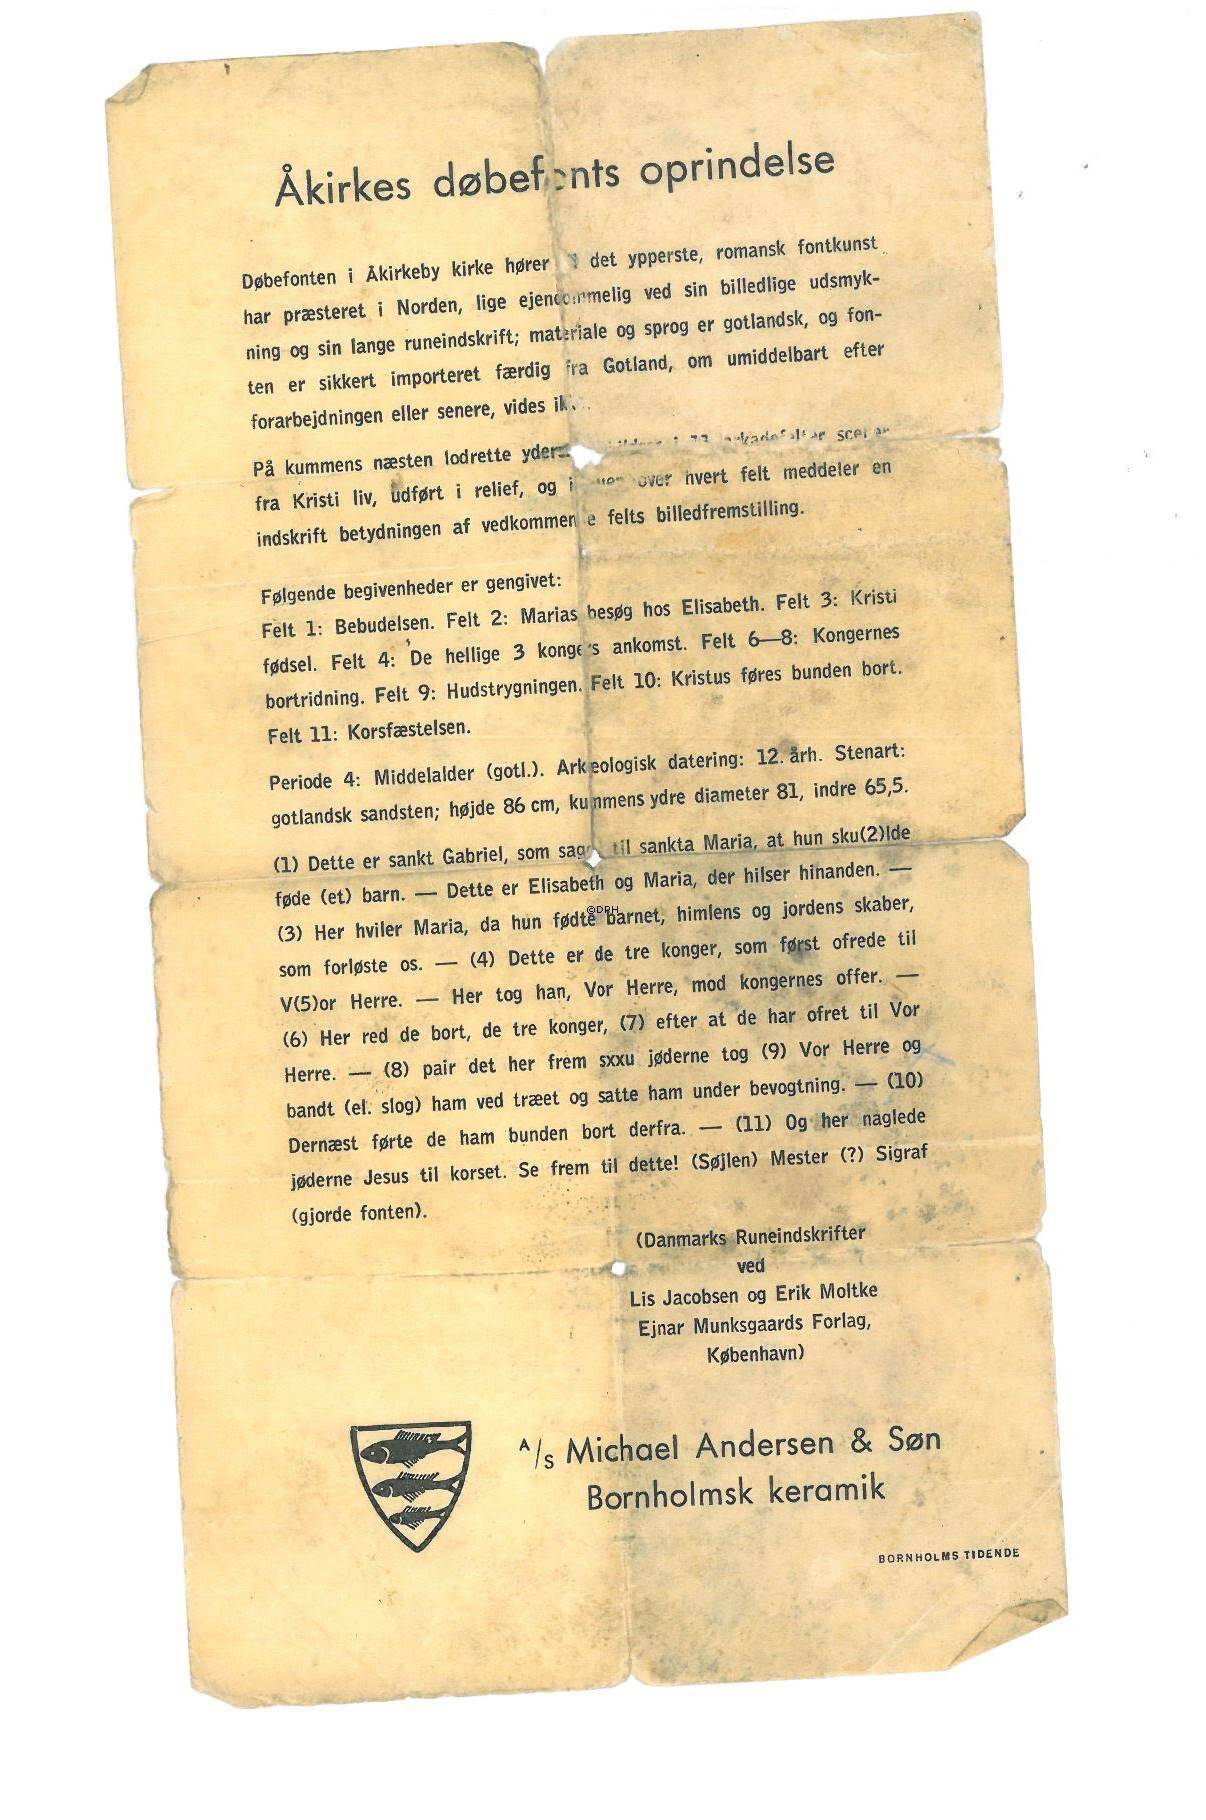 Åkirkes døbefonts oprindelse
Døbefonten i Åkirkeby kirke hører det ypperste, romansk fontkunst
har præsteret i Norden, lige ejendommelig ved sin billedlige udsmyk-
ning og sin lange runeindskrift; materiale og sprog er gotlandsk, og fon-
ten er sikkert importeret færdig fra Gotland, om umiddelbart efter
forarbejdningen eller senere, vides
På kummens næsten lodrette i 11 arkadefelter scener
fra Kristi liv, udført i relief, og over hvert felt meddeler en
indskrift betydningen af vedkommende felts billedfremstilling.
Følgende begivenheder er gengivet:
Felt 1: Bebudelsen. Felt 2: Marias besøg hos Elisabeth. Felt 3: Kristi
fødsel. Felt 4: De hellige 3 kongers ankomst. Felt 6—8: Kongernes
bortridning. Felt 9: Hudstrygningen. Felt 10: Kristus føres bunden bort.
Felt 11: Korsfæstelsen.
Periode 4: Middelalder (gotl.). Arkæologisk datering: 12. årh. Stenart:
gotlandsk sandsten; højde 86 cm, kummens ydre diameter 81, indre 65,5.
(1) Dette er sankt Gabriel, som sagde til sankta Maria, at hun sku(2)lde
føde (et) barn. — Dette er Elisabeth og Maria, der hilser hinanden. —
(3) Her hviler Maria, da hun fødte barnet, himlens og jordens skaber,
©DPH
som forløste os. — (4) Dette er de tre konger, som først ofrede til
V(5)or Herre. — Her tog han, Vor Herre, mod kongernes offer. —
(6) Her red de bort, de tre konger, (7) efter at de har ofret til Vor
Herre. — (8) pair det her frem sxxu jøderne tog (9) Vor Herre og
bandt (el. slog) ham ved træet og satte ham under bevogtning. — (10)
Dernæst førte de ham bunden bort derfra. — (11) Og her naglede
jøderne Jesus til korset. Se frem til dette! (Søjlen) Mester (?) Sigraf
(gjorde fonten).
(Danmarks Runeindskrifter
ved
Lis Jacobsen og Erik Moltke
Ejnar Munksgaards Forlag,
København)
A/S Michael Andersen & Søn
Bornholmsk keramik
BORNHOLMS TIDENDE